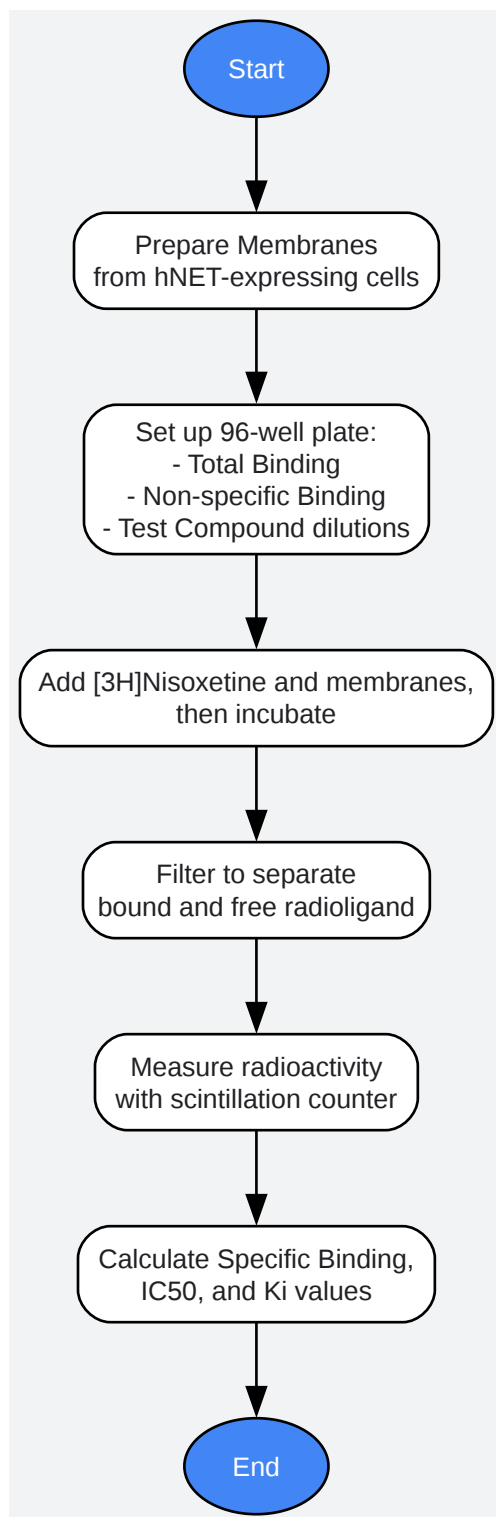 Start
Prepare Membranes
from hNET-expressing cells
Set up 96-well plate:
- Total Binding
- Non-specific Binding
- Test Compound dilutions
Add [3H]Nisoxetine and membranes,
then incubate
Filter to separate
bound and free radioligand
Measure radioactivity
with scintillation counter
Calculate Specific Binding,
IC50, and Ki values
End